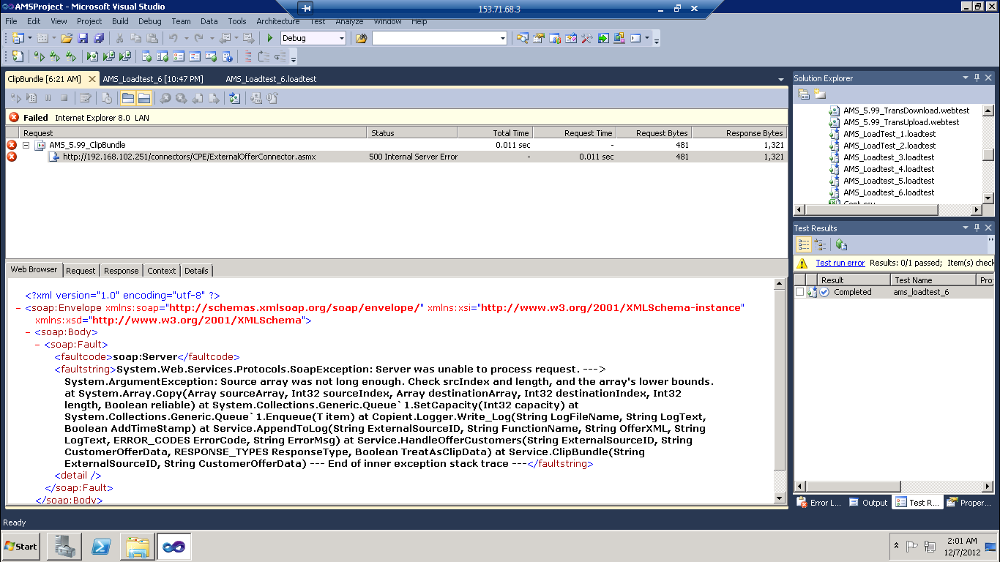 AMSProject - Microsoft Visual Studio
153.71.68.3
File Edit View Project Build Debug Team Data Tools Architecture Test Analyze Window Help
Debug
ClipBundle [6:21 AM] AMS_Loadtest_6 [10:47 PM] AMS_Loadtest_6.loadtest
Failed Internet Explorer 8.0 LAN
Request Status Total Time Request Time Request Bytes Response Bytes
AMS_5.99_ClipBundle 0.011 sec - 481 1,321
http://192.168.102.251/connectors/CPE/ExternalOfferConnector.asmx 500 Internal Server Error - 0.011 sec 481 1,321
Web Browser Request Response Context Details
<?xml version="1.0" encoding="utf-8" ?>
- <soap:Envelope xmlns:soap="http://schemas.xmlsoap.org/soap/envelope/" xmlns:xsi="http://www.w3.org/2001/XMLSchema-instance"
xmlns:xsd="http://www.w3.org/2001/XMLSchema">
- <soap:Body>
- <soap:Fault>
<faultcode>soap:Server</faultcode>
<faultstring>System.Web.Services.Protocols.SoapException: Server was unable to process request. --->
System.ArgumentException: Source array was not long enough. Check srcIndex and length, and the array's lower bounds.
at System.Array.Copy(Array sourceArray, Int32 sourceIndex, Array destinationArray, Int32 destinationIndex, Int32
length, Boolean reliable) at System.Collections.Generic.Queue`1.SetCapacity(Int32 capacity) at
System.Collections.Generic.Queue`1.Enqueue(T item) at Copient.Logger.Write_Log(String LogFileName, String LogText,
Boolean AddTimeStamp) at Service.AppendToLog(String ExternalSourceID, String FunctionName, String OfferXML, String
LogText, ERROR_CODES ErrorCode, String ErrorMsg) at Service.HandleOfferCustomers(String ExternalSourceID, String
CustomerOfferData, RESPONSE_TYPES ResponseType, Boolean TreatAsClipData) at Service.ClipBundle(String
ExternalSourceID, String CustomerOfferData) --- End of inner exception stack trace ---</faultstring>
<detail />
</soap:Fault>
</soap:Body>
Solution Explorer
AMS_5.99_TransDownload.webtest
AMS_5.99_TransUpload.webtest
AMS_LoadTest_1.loadtest
AMS_LoadTest_2.loadtest
AMS_Loadtest_3.loadtest
AMS_Loadtest_4.loadtest
AMS_Loadtest_5.loadtest
AMS_Loadtest_6.loadtest
Test Results
Test run error Results: 0/1 passed; Item(s) check
Result Test Name Proj
Completed ams_loadtest_6
Error L... Output Test R... Proper...
Ready
Start
2:01 AM
12/7/2012